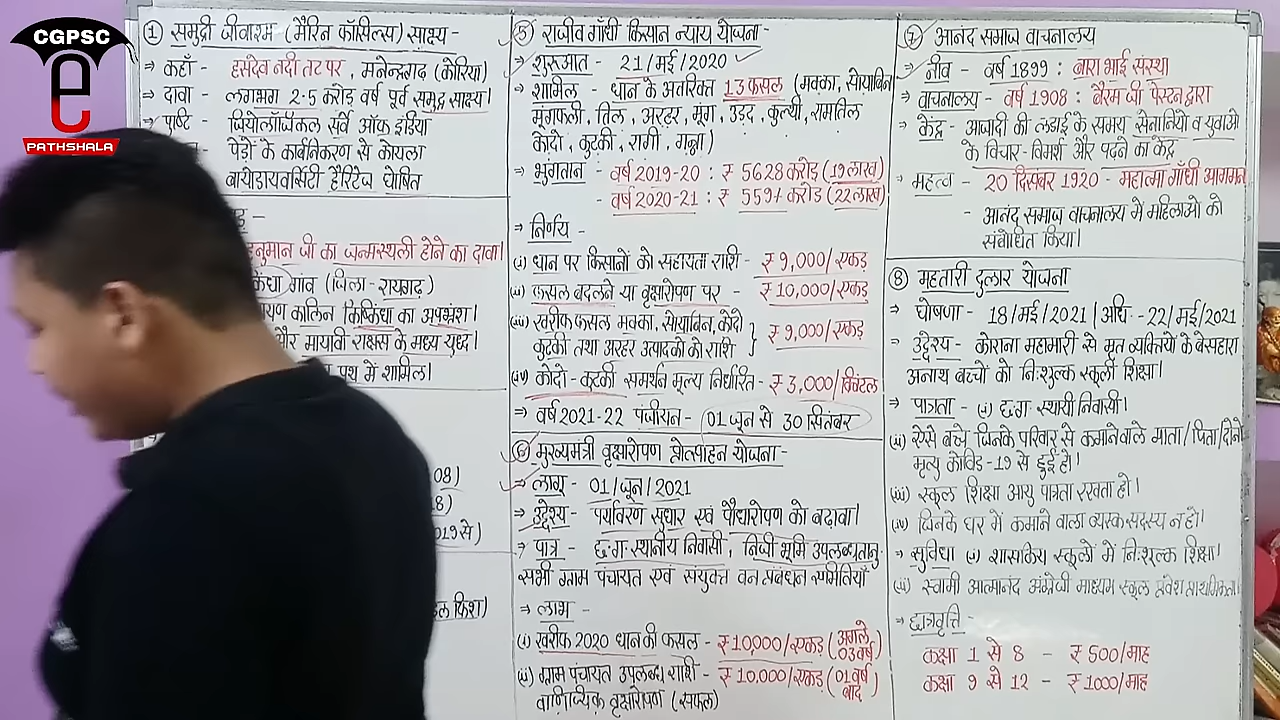 CGPSC
e
PATHSHALA
① समुद्री जीवाश्म (मैरिन फॉसिल्स) साक्ष्य -
⇒ कहाँ - हसदेव नदी तट पर, मनेन्द्रगढ़ (कोरिया)
⇒ दावा - लगभग 2.5 करोड़ वर्ष पूर्व समुद्र साक्ष्य।
⇒ पुष्टि - जियोलॉजिकल सर्वे ऑफ इंडिया
पेड़ों के कार्बनिकरण से कोयला
बायोडायवर्सिटी हैरिटेज घोषित
हनुमान जी का जन्मस्थली होने का दावा।
केंधा गांव (जिला - रायगढ़)
कालिन किष्किंधा का अपभ्रंश।
और मायावी राक्षस के मध्य युध्द।
पथ में शामिल।
08)
8)
019 से)
फिश)
⑤ राजीव गाँधी किसान न्याय योजना -
⇒ शुरुआत - 21/मई/2020
⇒ शामिल - धान के अतिरिक्त 13 फसल (मक्का, सोयाबिन
मूंगफली, तिल, अरहर, मूंग, उड़द, कुल्थी, रामतिल
कोदो, कुटकी, रागी, गन्ना)
⇒ भुगतान - वर्ष 2019-20 : ₹ 5628 करोड़ (19 लाख)
- वर्ष 2020-21 : ₹ 5597 करोड़ (22 लाख)
⇒ निर्णय -
(i) धान पर किसानों को सहायता राशि - ₹ 9,000/एकड़
(ii) फसल बदलने या वृक्षारोपण पर - ₹ 10,000/एकड़
(iii) खरीफ फसल मक्का, सोयाबिन, कोदो
कुटकी तथा अरहर उत्पादको को राशि } ₹ 9,000/एकड़
(iv) कोदो-कुटकी समर्थन मूल्य निर्धारित - ₹ 3,000/क्विंटल
⇒ वर्ष 2021-22 पंजीयन - 01 जून से 30 सितंबर
⑥ मुख्यमंत्री वृक्षारोपण प्रोत्साहन योजना -
⇒ लागू - 01/जून/2021
⇒ उद्देश्य - पर्यावरण सुधार एवं पौधारोपण को बढ़ावा।
⇒ पात्र - छ.ग. स्थानीय निवासी, निजी भूमि उपलब्धतानु
सभी ग्राम पंचायत एवं संयुक्त वन प्रबंधन समितियाँ
⇒ लाभ -
(i) खरीफ 2020 धान की फसल - ₹ 10,000/एकड़ (अगले 03 वर्ष)
(ii) ग्राम पंचायत उपलब्ध राशि - ₹ 10,000/एकड़ (01 वर्ष बाद)
वाणिज्यिक वृक्षारोपण (सफल)
⑦ आनंद समाज वाचनालय
⇒ नींव - वर्ष 1899 : बारा भाई संस्था
⇒ वाचनालय - वर्ष 1908 : बैरम जी पेस्टन द्वारा
⇒ केंद्र - आजादी की लड़ाई के समय सेनानियों व युवाओं
के विचार-विमर्श और पढ़ने का केंद्र
⇒ महत्व - 20 दिसंबर 1920 - महात्मा गाँधी आगमन
- आनंद समाज वाचनालय में महिलाओं को
संबोधित किया।
⑧ महतारी दुलार योजना
⇒ घोषणा - 18/मई/2021 | अधि - 22/मई/2021
⇒ उद्देश्य - कोराना महामारी से मृत व्यक्तियों के बेसहारा
अनाथ बच्चों को नि:शुल्क स्कूली शिक्षा।
⇒ पात्रता - (i) छ.ग. स्थायी निवासी।
(ii) ऐसे बच्चे जिनके परिवार से कमाने वाले माता/पिता/दोनों
मृत्यु कोविड-19 से हुई हो।
(iii) स्कूल शिक्षा आयु पात्रता रखता हो।
(iv) जिनके घर में कमाने वाला व्यस्क सदस्य न हो।
⇒ सुविधा (i) शासकिय स्कूलों में नि:शुल्क शिक्षा।
(ii) स्वामी आत्मानंद अंग्रेजी माध्यम स्कूल प्रवेश प्राथमिकता।
⇒ छात्रवृत्ति -
कक्षा 1 से 8 - ₹ 500/माह
कक्षा 9 से 12 - ₹ 1000/माह